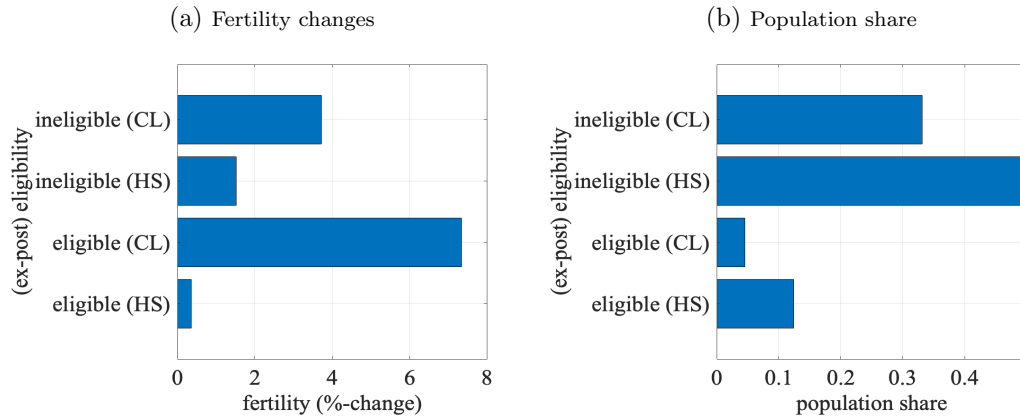 (a) Fertility changes
(ex-post) eligibility
ineligible (CL)
ineligible (HS)
eligible (CL)
eligible (HS)
0 2 4 6 8
fertility (%-change)
(b) Population share
(ex-post) eligibility
ineligible (CL)
ineligible (HS)
eligible (CL)
eligible (HS)
0 0.1 0.2 0.3 0.4
population share